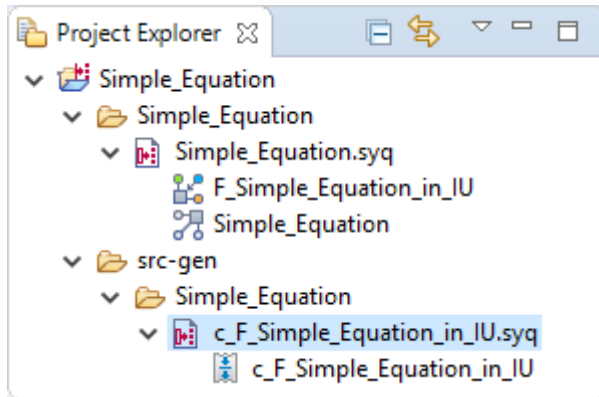 Project Explorer
Simple_Equation
Simple_Equation
Simple_Equation.syq
F_Simple_Equation_in_IU
Simple_Equation
src-gen
Simple_Equation
c_F_Simple_Equation_in_IU.syq
c_F_Simple_Equation_in_IU